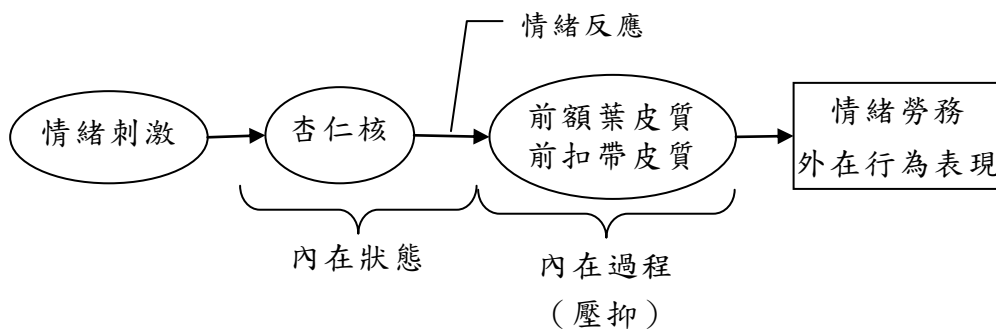 情緒反應
情緒刺激
杏仁核
前額葉皮質
前扣帶皮質
情緒勞務
外在行為表現
內在狀態
內在過程
（壓抑）